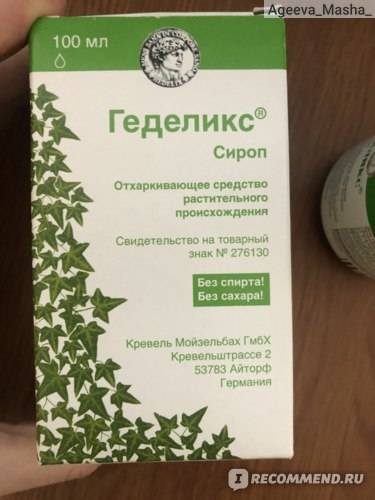 Ageeva_Masha_
100 мл
Геделикс®
Сироп
Отхаркивающее средство
растительного
происхождения
Свидетельство на товарный
знак № 276130
Без спирта!
Без сахара!
Кревель Мойзельбах ГмбХ
Кревельштрассе 2
53783 Айторф
Германия
IRECOMMEND.RU